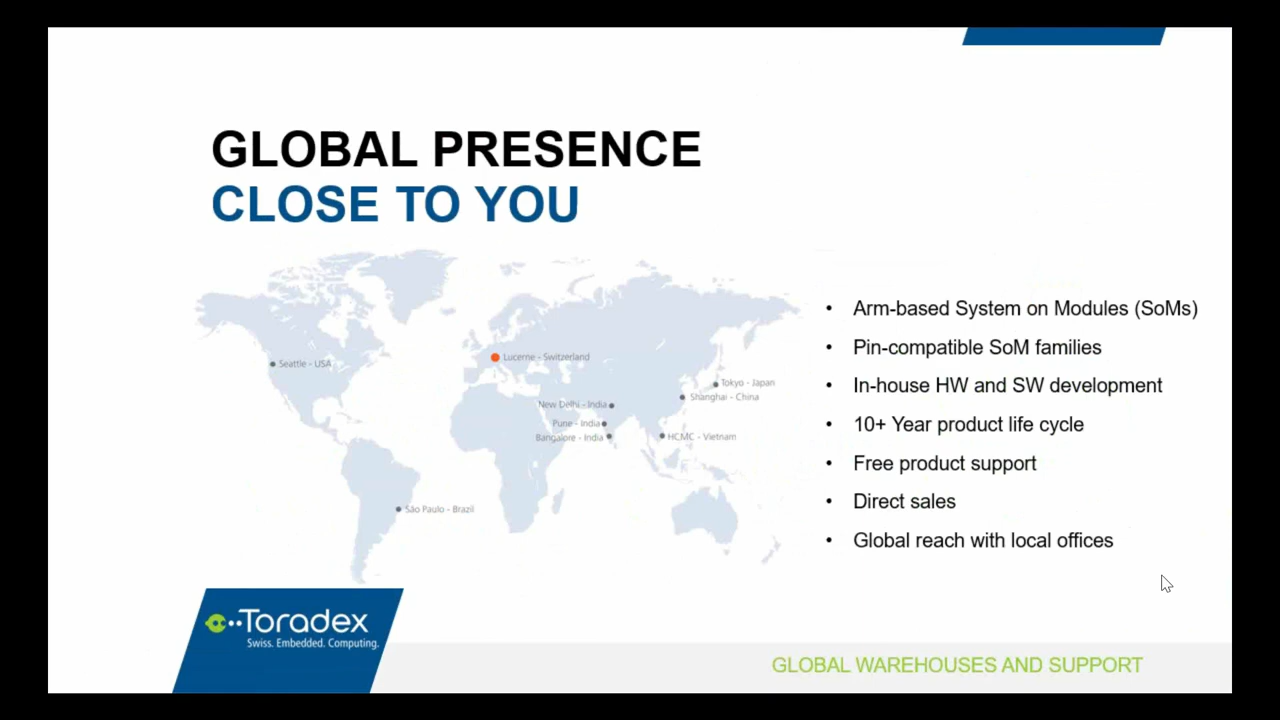 GLOBAL PRESENCE
CLOSE TO YOU
Seattle - USA
Lucerne - Switzerland
Tokyo - Japan
Shanghai - China
New Delhi - India
Pune - India
Bangalore - India
HCMC - Vietnam
São Paulo - Brazil
• Arm-based System on Modules (SoMs)
• Pin-compatible SoM families
• In-house HW and SW development
• 10+ Year product life cycle
• Free product support
• Direct sales
• Global reach with local offices
Toradex
Swiss. Embedded. Computing.
GLOBAL WAREHOUSES AND SUPPORT